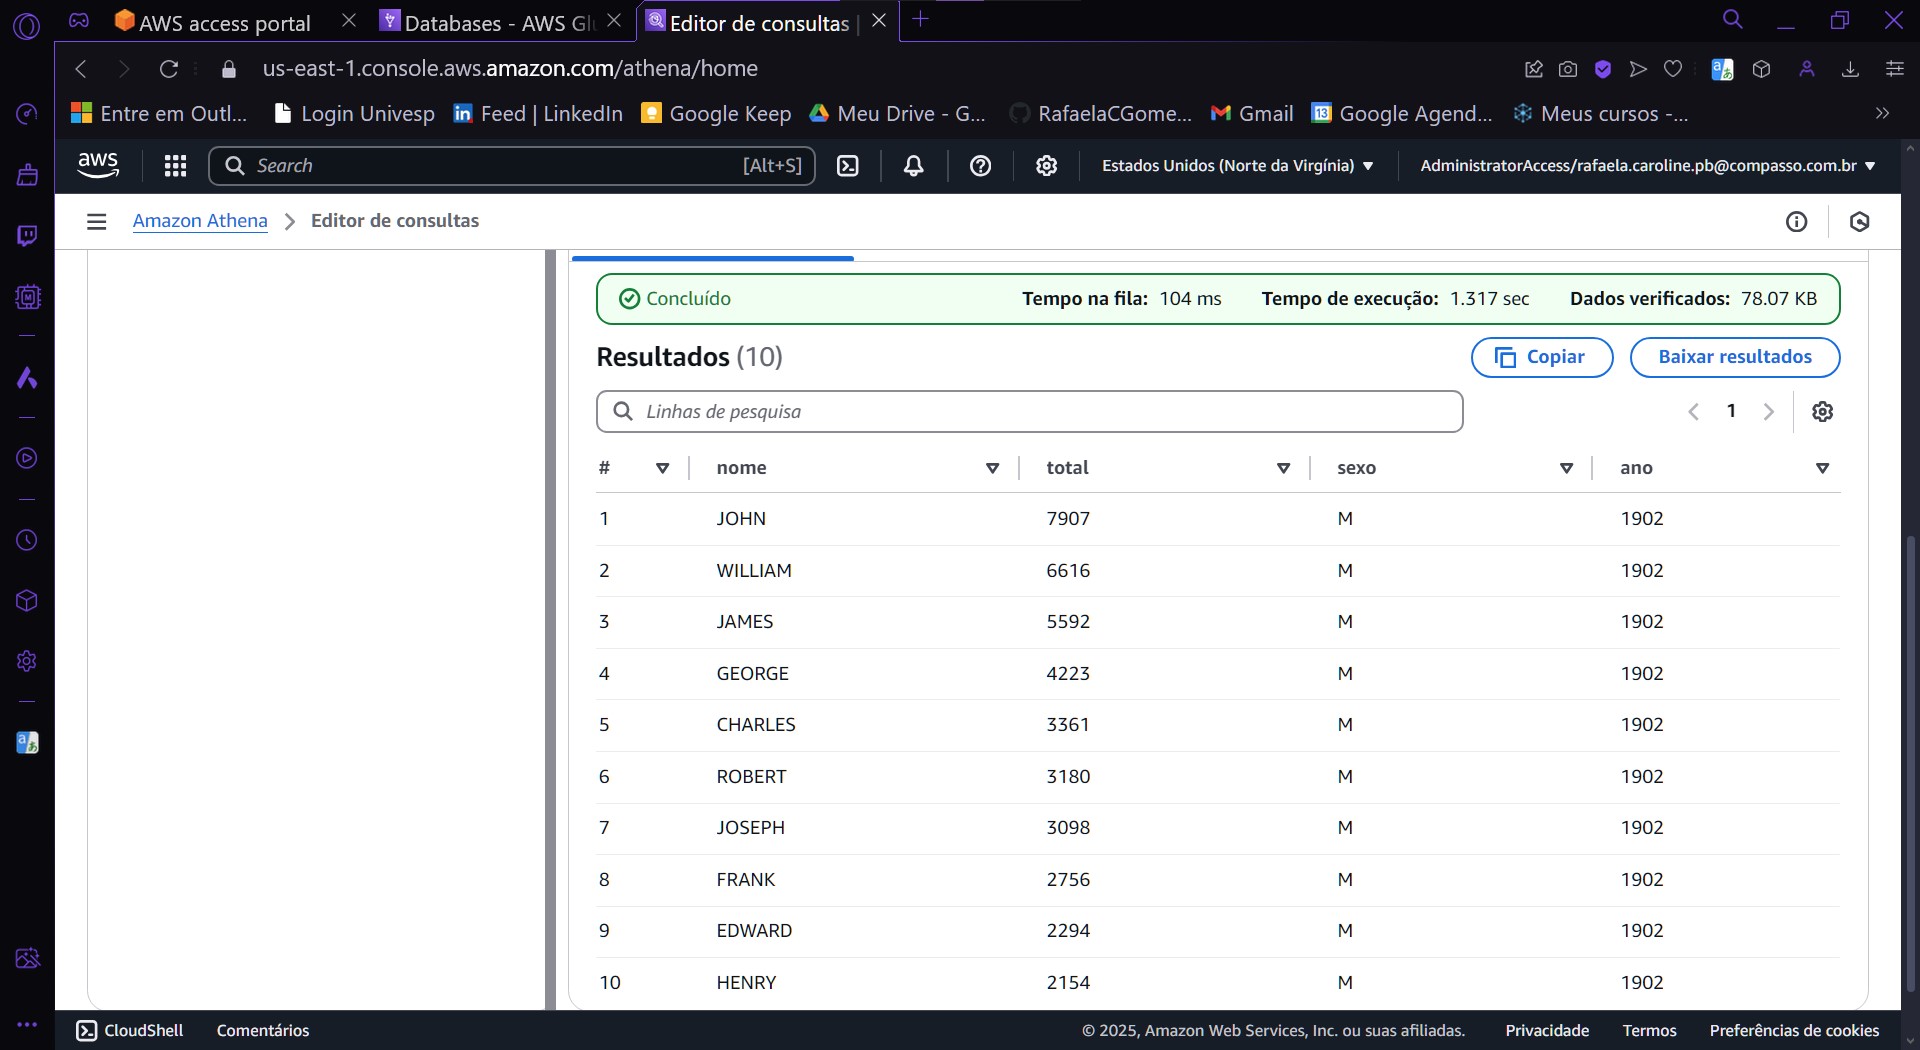 AWS access portal
Databases - AWS Gl
Editor de consultas |
us-east-1.console.aws.amazon.com/athena/home
Entre em Outl...
Login Univesp
in Feed | LinkedIn
Google Keep
Meu Drive - G...
RafaelaCGome...
Gmail
13 Google Agend...
Meus cursos -...
aws
Search
[Alt+S]
Estados Unidos (Norte da Virgínia)
AdministratorAccess/rafaela.caroline.pb@compasso.com.br
Amazon Athena
Editor de consultas
Concluído
Tempo na fila: 104 ms
Tempo de execução: 1.317 sec
Dados verificados: 78.07 KB
Resultados (10)
Copiar
Baixar resultados
Linhas de pesquisa
1
# nome total sexo ano
1 JOHN 7907 M 1902
2 WILLIAM 6616 M 1902
3 JAMES 5592 M 1902
4 GEORGE 4223 M 1902
5 CHARLES 3361 M 1902
6 ROBERT 3180 M 1902
7 JOSEPH 3098 M 1902
8 FRANK 2756 M 1902
9 EDWARD 2294 M 1902
10 HENRY 2154 M 1902
CloudShell
Comentários
© 2025, Amazon Web Services, Inc. ou suas afiliadas.
Privacidade
Termos
Preferências de cookies